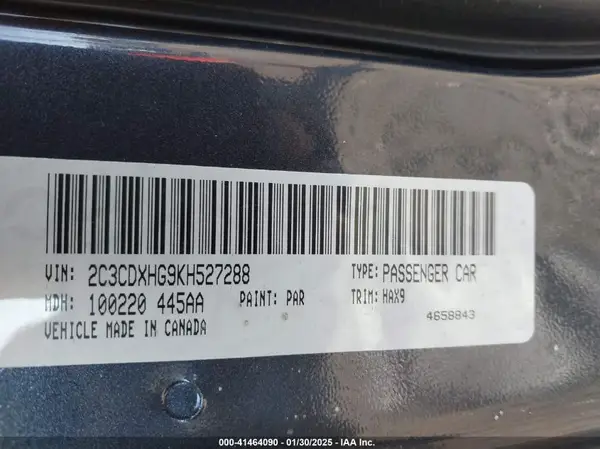 VIN: 2C3CDXHG9KH527288 TYPE: PASSENGER CAR
MDH: 100220 445AA PAINT: PAR TRIM: HAX9
VEHICLE MADE IN CANADA 4658843
000-41464090 - 01/30/2025 - IAA Inc.